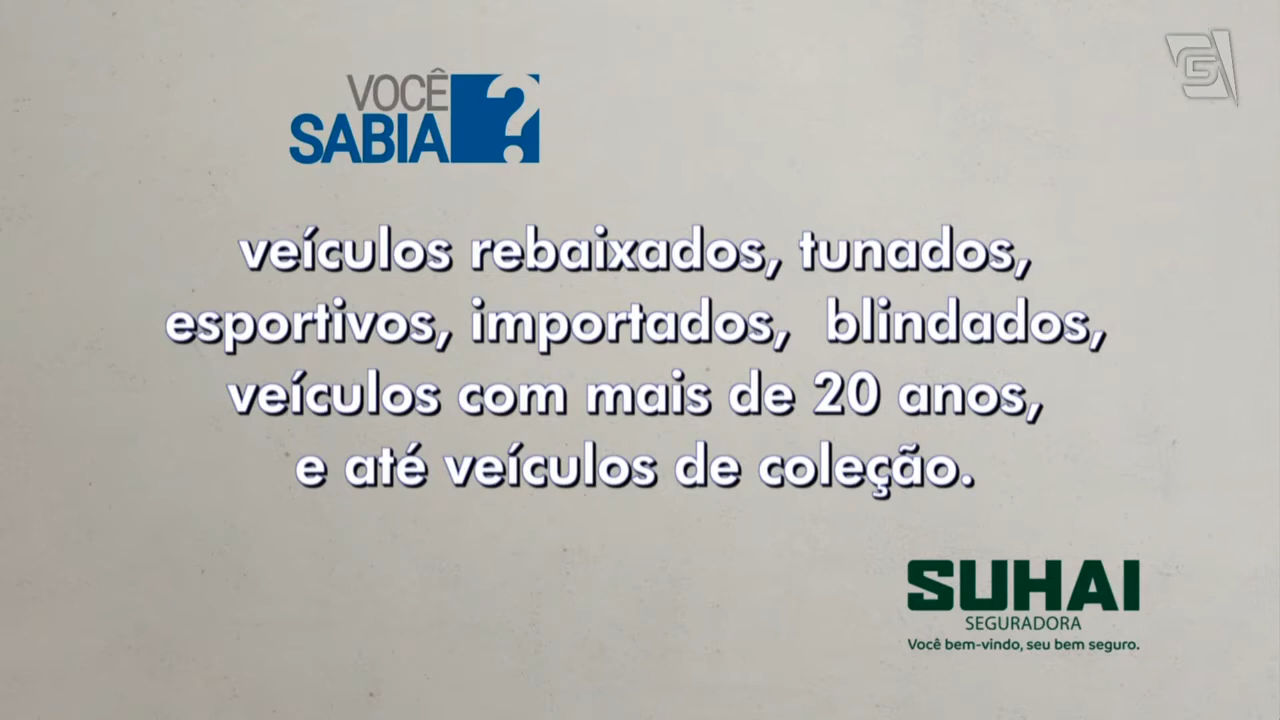 VOCÊ
SABIA?
veículos rebaixados, tunados,
esportivos, importados, blindados,
veículos com mais de 20 anos,
e até veículos de coleção.
SUHAI
SEGURADORA
Você bem-vindo, seu bem seguro.